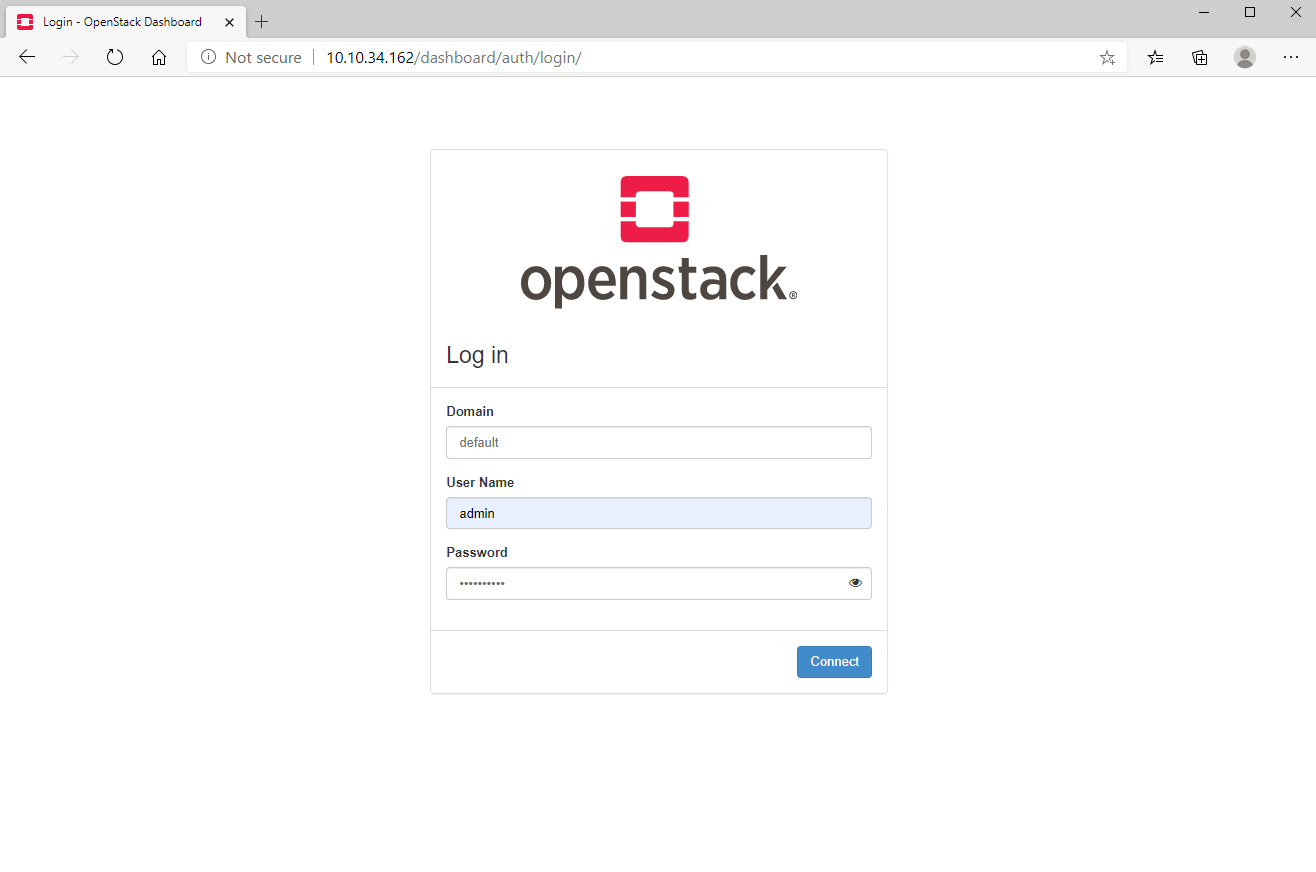 Login - OpenStack Dashboard
Not secure | 10.10.34.162/dashboard/auth/login/
openstack®
Log in
Domain
default
User Name
admin
Password
••••••••••
Connect